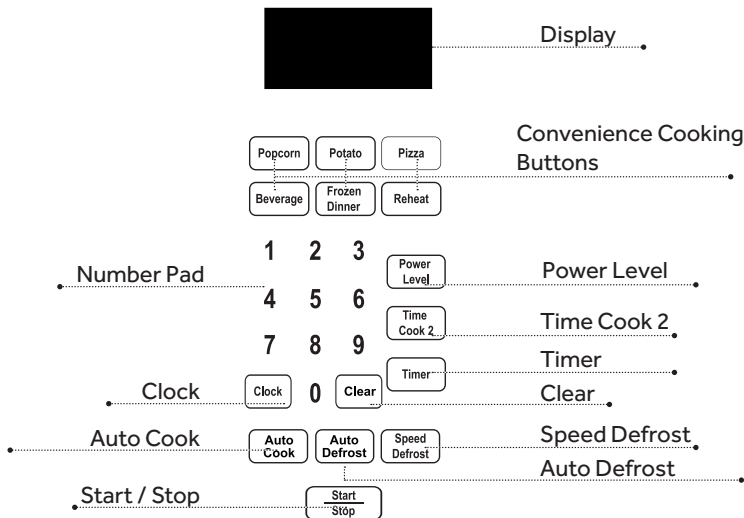 Display
Convenience Cooking
Buttons
Popcorn Potato Pizza
Beverage Frozen Dinner Reheat
1 2 3
Number Pad
Power Level
Power Level
4 5 6
Time Cook 2
Time Cook 2
7 8 9
Timer
Timer
Clock
Clock 0 Clear
Clear
Auto Cook
Auto Cook Auto Defrost Speed Defrost
Speed Defrost
Auto Defrost
Start / Stop
Start
Stop